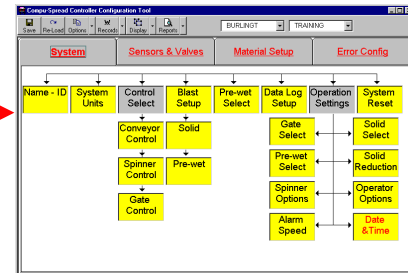 Compu-Spread Controller Configuration Tool
Save Re-Load Options Records Display Reports BURLINGT TRAINING
System Sensors & Valves Material Setup Error Config
Name - ID System Units Control Select Blast Setup Pre-wet Select Data Log Setup Operation Settings System Reset
Conveyor Control Solid Gate Select Solid Select
Spinner Control Pre-wet Pre-wet Select Solid Reduction
Gate Control Spinner Options Operator Options
Alarm Speed Date &Time